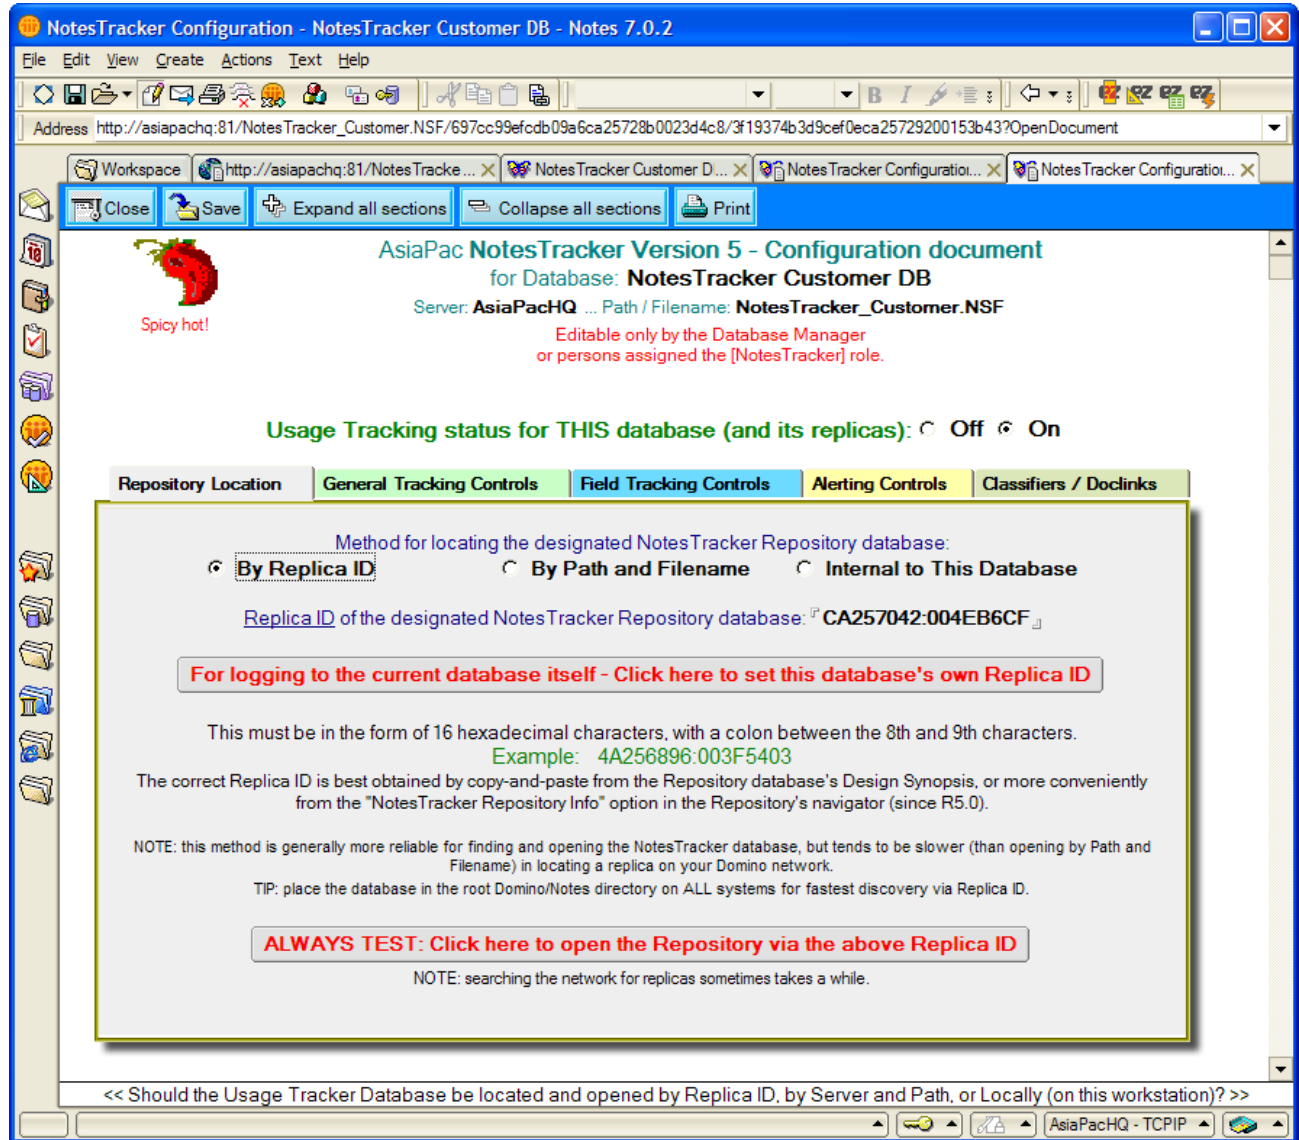 NotesTracker Configuration - NotesTracker Customer DB - Notes 7.0.2
File Edit View Create Actions Text Help
Address http://asiapachq:81/NotesTracker_Customer.NSF/697cc99efcdb09a6ca25728b0023d4c8/3f19374b3d9cef0eca25729200153b43?OpenDocument
Workspace http://asiapachq:81/NotesTracke ... NotesTracker Customer D... NotesTracker Configuratio... NotesTracker Configuratio...
Close Save Expand all sections Collapse all sections Print
AsiaPac NotesTracker Version 5 - Configuration document
for Database: NotesTracker Customer DB
Server: AsiaPacHQ ... Path / Filename: NotesTracker_Customer.NSF
Spicy hot!
Editable only by the Database Manager
or persons assigned the [NotesTracker] role.
Usage Tracking status for THIS database (and its replicas): Off On
Repository Location General Tracking Controls Field Tracking Controls Alerting Controls Classifiers / Doclinks
Method for locating the designated NotesTracker Repository database:
By Replica ID By Path and Filename Internal to This Database
Replica ID of the designated NotesTracker Repository database: CA257042:004EB6CF
For logging to the current database itself - Click here to set this database's own Replica ID
This must be in the form of 16 hexadecimal characters, with a colon between the 8th and 9th characters.
Example: 4A256896:003F5403
The correct Replica ID is best obtained by copy-and-paste from the Repository database's Design Synopsis, or more conveniently
from the "NotesTracker Repository Info" option in the Repository's navigator (since R5.0).
NOTE: this method is generally more reliable for finding and opening the NotesTracker database, but tends to be slower (than opening by Path and
Filename) in locating a replica on your Domino network.
TIP: place the database in the root Domino/Notes directory on ALL systems for fastest discovery via Replica ID.
ALWAYS TEST: Click here to open the Repository via the above Replica ID
NOTE: searching the network for replicas sometimes takes a while.
<< Should the Usage Tracker Database be located and opened by Replica ID, by Server and Path, or Locally (on this workstation)? >>
AsiaPacHQ - TCPIP